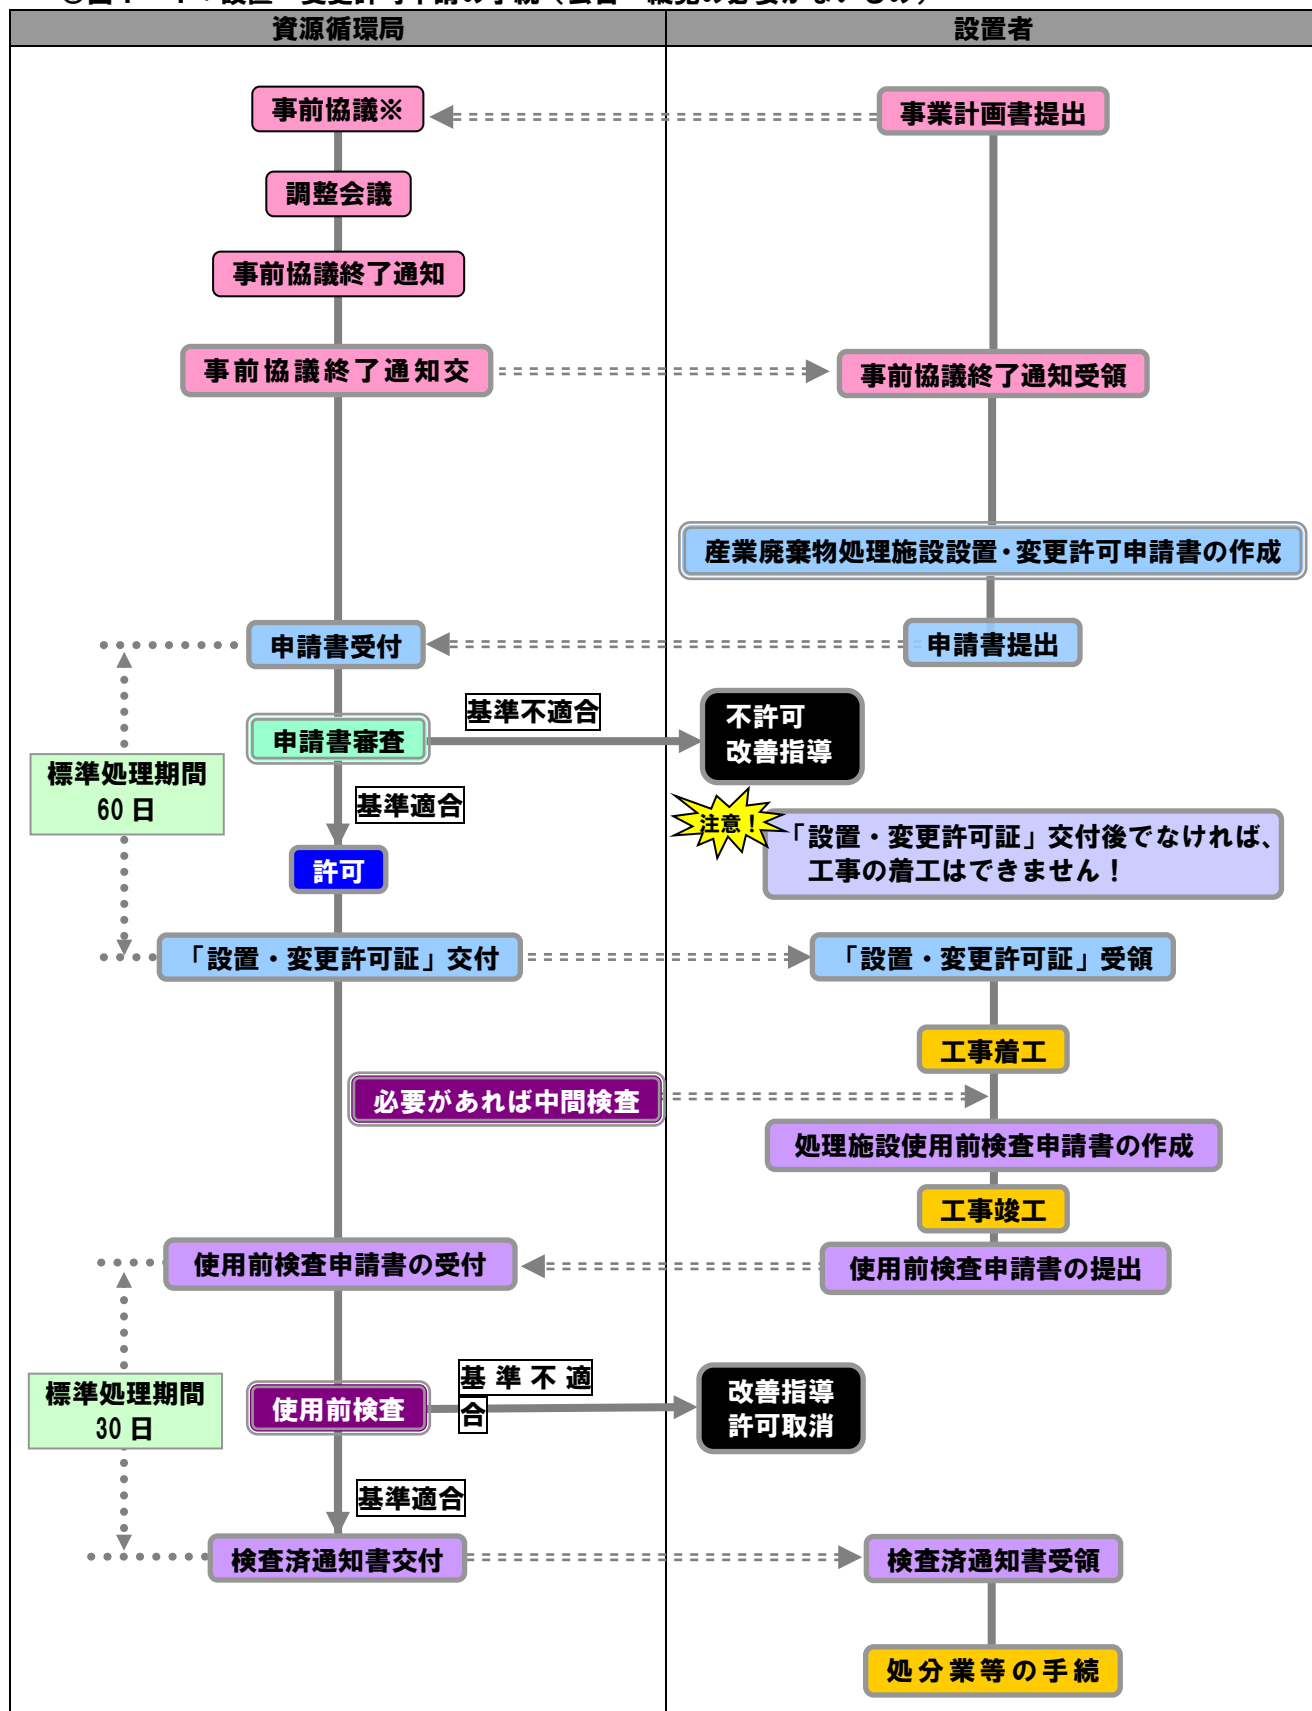 資源循環局
設置者
事前協議※
事業計画書提出
調整会議
事前協議終了通知
事前協議終了通知交
事前協議終了通知受領
産業廃棄物処理施設設置・変更許可申請書の作成
申請書受付
申請書提出
基準不適合
不許可
改善指導
申請書審査
標準処理期間
60 日
基準適合
注意！
「設置・変更許可証」交付後でなければ、
工事の着工はできません！
許可
「設置・変更許可証」交付
「設置・変更許可証」受領
工事着工
必要があれば中間検査
処理施設使用前検査申請書の作成
工事竣工
使用前検査申請書の受付
使用前検査申請書の提出
標準処理期間
30 日
使用前検査
基 準 不 適
合
改善指導
許可取消
基準適合
検査済通知書交付
検査済通知書受領
処分業等の手続